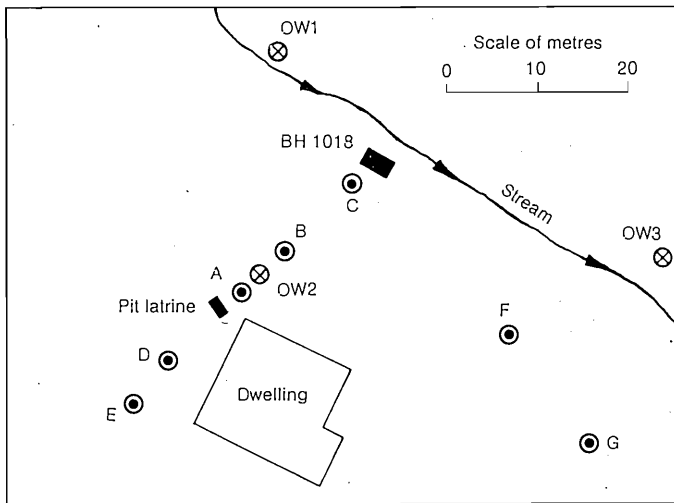 OW1
Scale of metres
0 10 20
BH 1018
C
Stream
B
OW3
A
OW2
Pit latrine
F
D
Dwelling
E
G